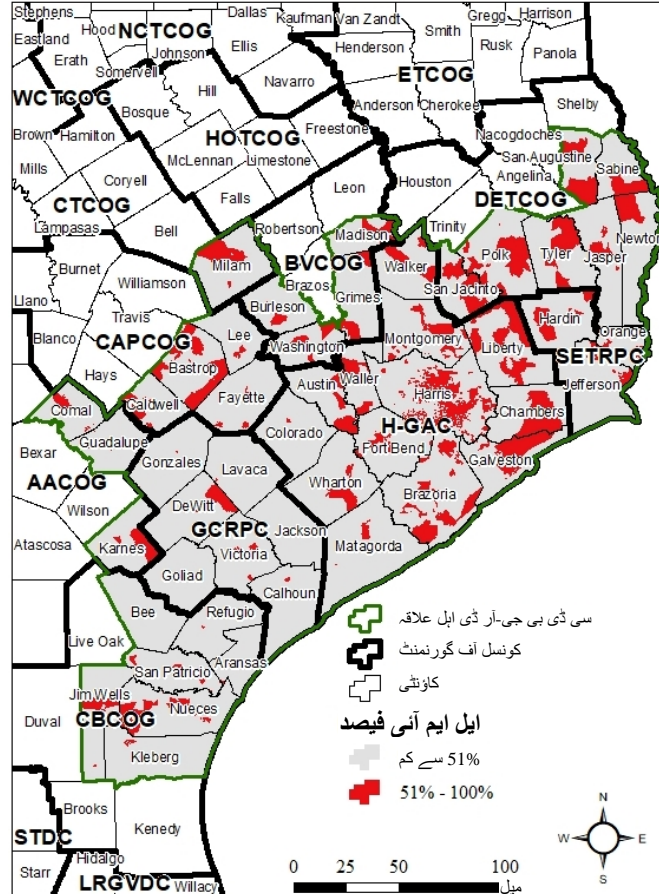 Stephens
Hood
NCTCOG
Dallas
Kaufman
Van Zandt
Gregg
Harrison
Eastland
Johnson
Ellis
Smith
Rusk
Panola
Erath
Somervell
Henderson
ETCOG
WCTCOG
Hill
Navarro
Anderson
Cherokee
Shelby
Bosque
HOTCOG
Freestone
Nacogdoches
Brown
Hamilton
McLennan
Limestone
San Augustine
Sabine
Mills
Coryell
Leon
Houston
Angelina
CTCOG
Falls
DETCOG
Lampasas
Bell
Robertson
Madison
Trinity
Newton
Burnet
Milam
BVCOG
Walker
Polk
Tyler
Jasper
Williamson
Brazos
Grimes
San Jacinto
Llano
Travis
Burleson
Hardin
Blanco
CAPCOG
Lee
Washington
Montgomery
Liberty
Orange
SETRPC
Hays
Bastrop
Austin
Waller
Harris
Jefferson
Comal
Caldwell
Fayette
Chambers
Guadalupe
Colorado
H-GAC
Bexar
Gonzales
Lavaca
Fort Bend
Galveston
AACOG
Wharton
Wilson
DeWitt
Brazoria
GCRPC
Jackson
Atascosa
Karnes
Victoria
Matagorda
Goliad
Calhoun
Bee
Refugio
Live Oak
Aransas
San Patricio
Jim Wells
Nueces
Duval
CBCOG
Kleberg
Brooks
Kenedy
STDC
Hidalgo
Starr
LRGVDC
Willacy
سی ڈی بی جی-آر ڈی اہل علاقہ
کونسل آف گورنمنٹ
کاؤنٹی
ایل ایم آئی فیصد
51% سے کم
51% - 100%
N
W
E
S
0 25 50 100
میل